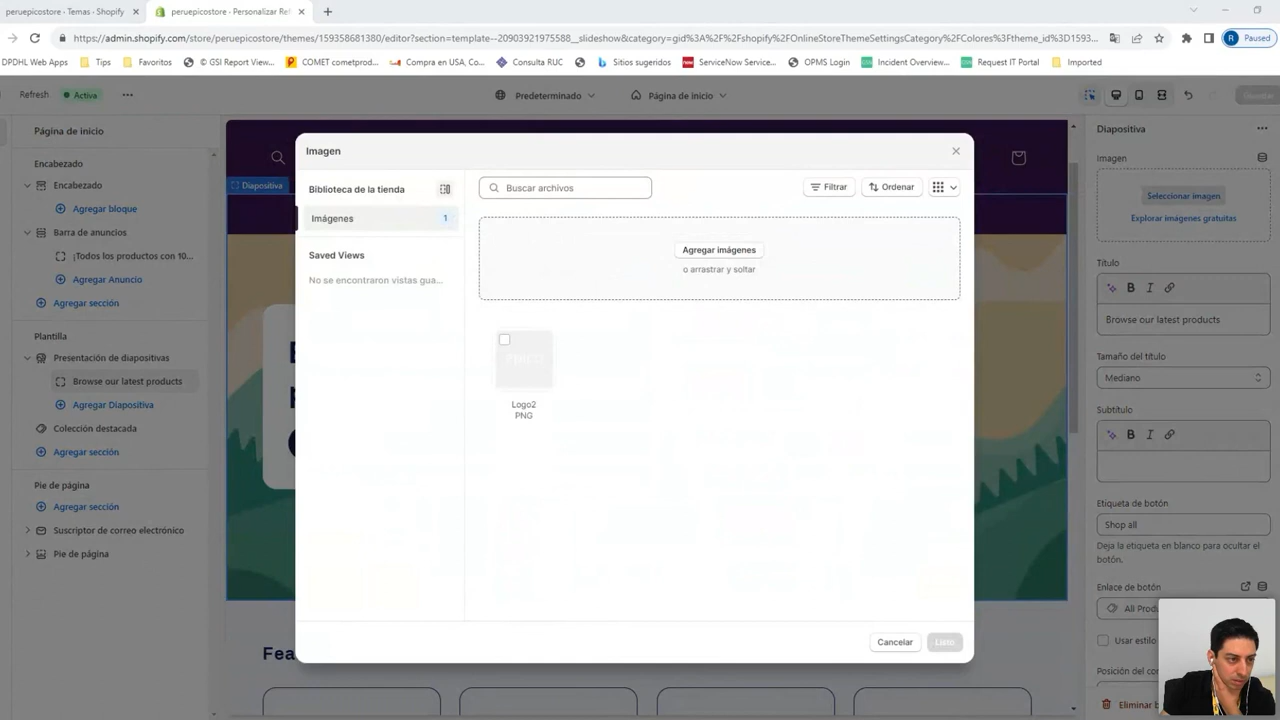 peruepicostore - Temas - Shopify
peruepicostore - Personalizar Ref
https://admin.shopify.com/store/peruepicostore/themes/159358681380/editor?section=template--20903921975588__slideshow&category=gid%3A%2F%2Fshopify%2FOnlineStoreThemeSettingsCategory%2FColores%3Ftheme_id%3D1593...
Paused
DPDHL Web Apps
Tips
Favoritos
© GSI Report View...
COMET cometprod...
Compra en USA, Co...
Consulta RUC
Sitios sugeridos
ServiceNow Service...
OPMS Login
Incident Overview...
Request IT Portal
Imported
Refresh
Activa
Predeterminado
Página de inicio
Página de inicio
Encabezado
Encabezado
Agregar bloque
Barra de anuncios
¡Todos los productos con 10...
Agregar Anuncio
Agregar sección
Plantilla
Presentación de diapositivas
Browse our latest products
Agregar Diapositiva
Colección destacada
Agregar sección
Pie de página
Agregar sección
Suscriptor de correo electrónico
Pie de página
Diapositiva
Fea
Imagen
Biblioteca de la tienda
Imágenes
1
Saved Views
No se encontraron vistas gua...
Buscar archivos
Filtrar
Ordenar
Agregar imágenes
o arrastrar y soltar
Logo2
PNG
Cancelar
Listo
Diapositiva
Imagen
Seleccionar imagen
Explorar imágenes gratuitas
Título
B I
Browse our latest products
Tamaño del título
Mediano
Subtítulo
B I
Etiqueta de botón
Shop all
Deja la etiqueta en blanco para ocultar el
botón.
Enlace de botón
All Produ
Usar estilo
Posición del con
Eliminar b